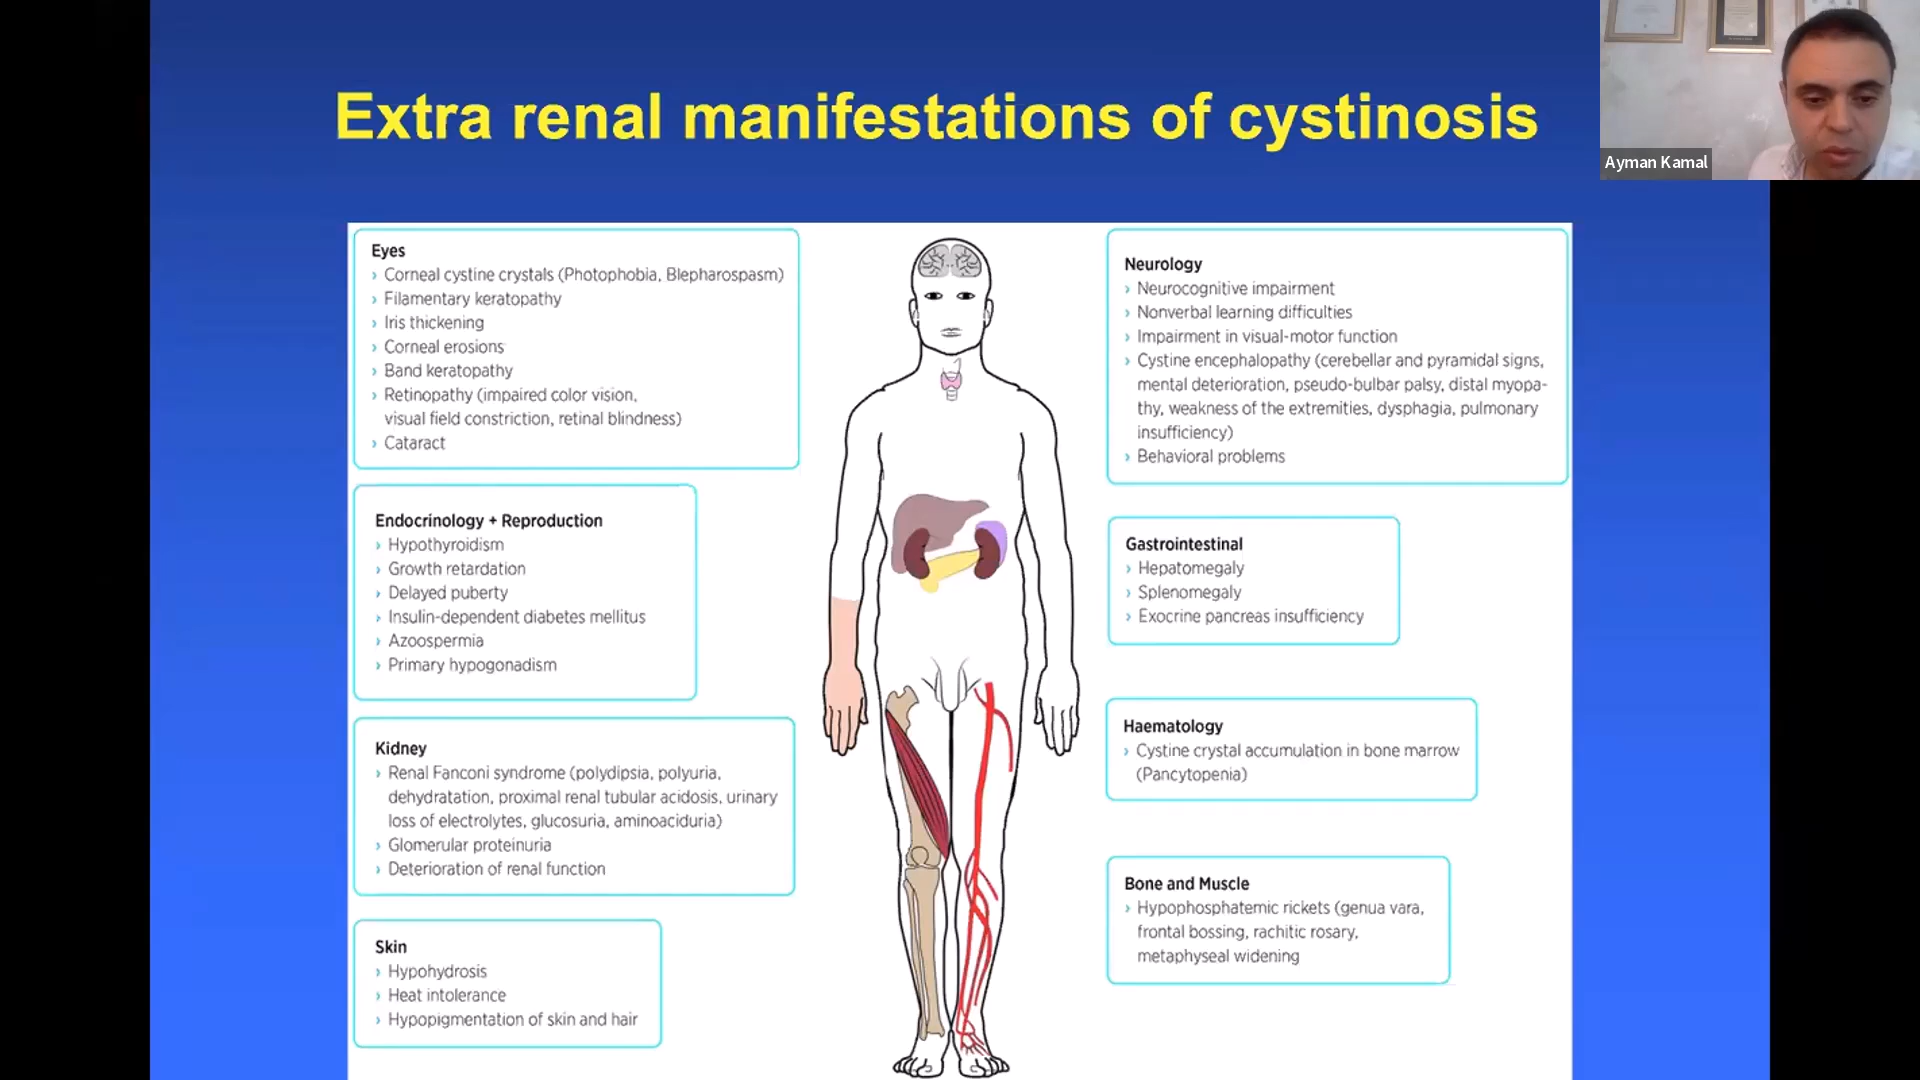 Extra renal manifestations of cystinosis
Ayman Kamal
Eyes
› Corneal cystine crystals (Photophobia, Blepharospasm)
› Filamentary keratopathy
› Iris thickening
› Corneal erosions
› Band keratopathy
› Retinopathy (impaired color vision,
visual field constriction, retinal blindness)
› Cataract
Endocrinology + Reproduction
› Hypothyroidism
› Growth retardation
› Delayed puberty
› Insulin-dependent diabetes mellitus
› Azoospermia
› Primary hypogonadism
Kidney
› Renal Fanconi syndrome (polydipsia, polyuria,
dehydratation, proximal renal tubular acidosis, urinary
loss of electrolytes, glucosuria, aminoaciduria)
› Glomerular proteinuria
› Deterioration of renal function
Skin
› Hypohydrosis
› Heat intolerance
› Hypopigmentation of skin and hair
Neurology
› Neurocognitive impairment
› Nonverbal learning difficulties
› Impairment in visual-motor function
› Cystine encephalopathy (cerebellar and pyramidal signs,
mental deterioration, pseudo-bulbar palsy, distal myopa-
thy, weakness of the extremities, dysphagia, pulmonary
insufficiency)
› Behavioral problems
Gastrointestinal
› Hepatomegaly
› Splenomegaly
› Exocrine pancreas insufficiency
Haematology
› Cystine crystal accumulation in bone marrow
(Pancytopenia)
Bone and Muscle
› Hypophosphatemic rickets (genua vara,
frontal bossing, rachitic rosary,
metaphyseal widening